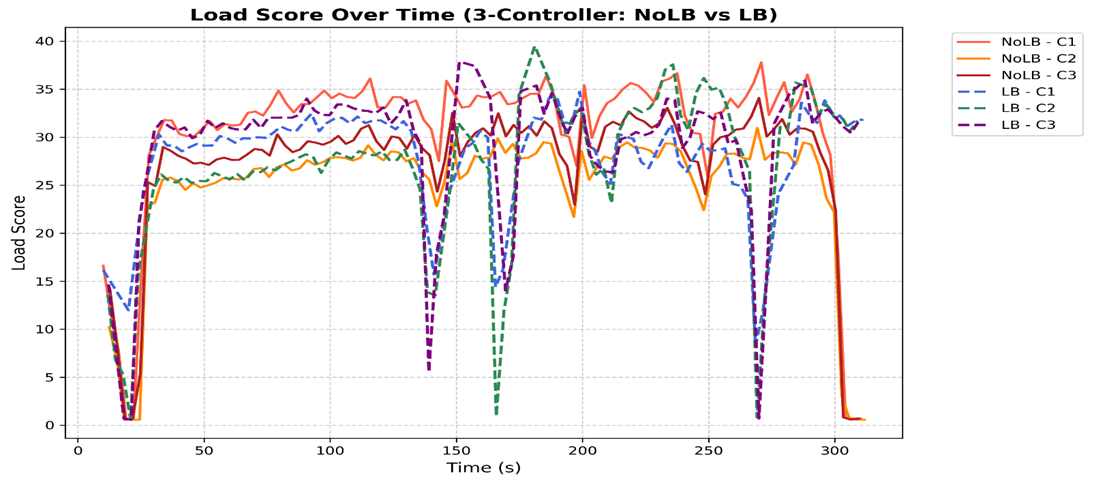 Load Score Over Time (3-Controller: NoLB vs LB)
NoLB - C1
NoLB - C2
NoLB - C3
LB - C1
LB - C2
LB - C3
Load Score
40
35
30
25
20
15
10
5
0
0 50 100 150 200 250 300
Time (s)